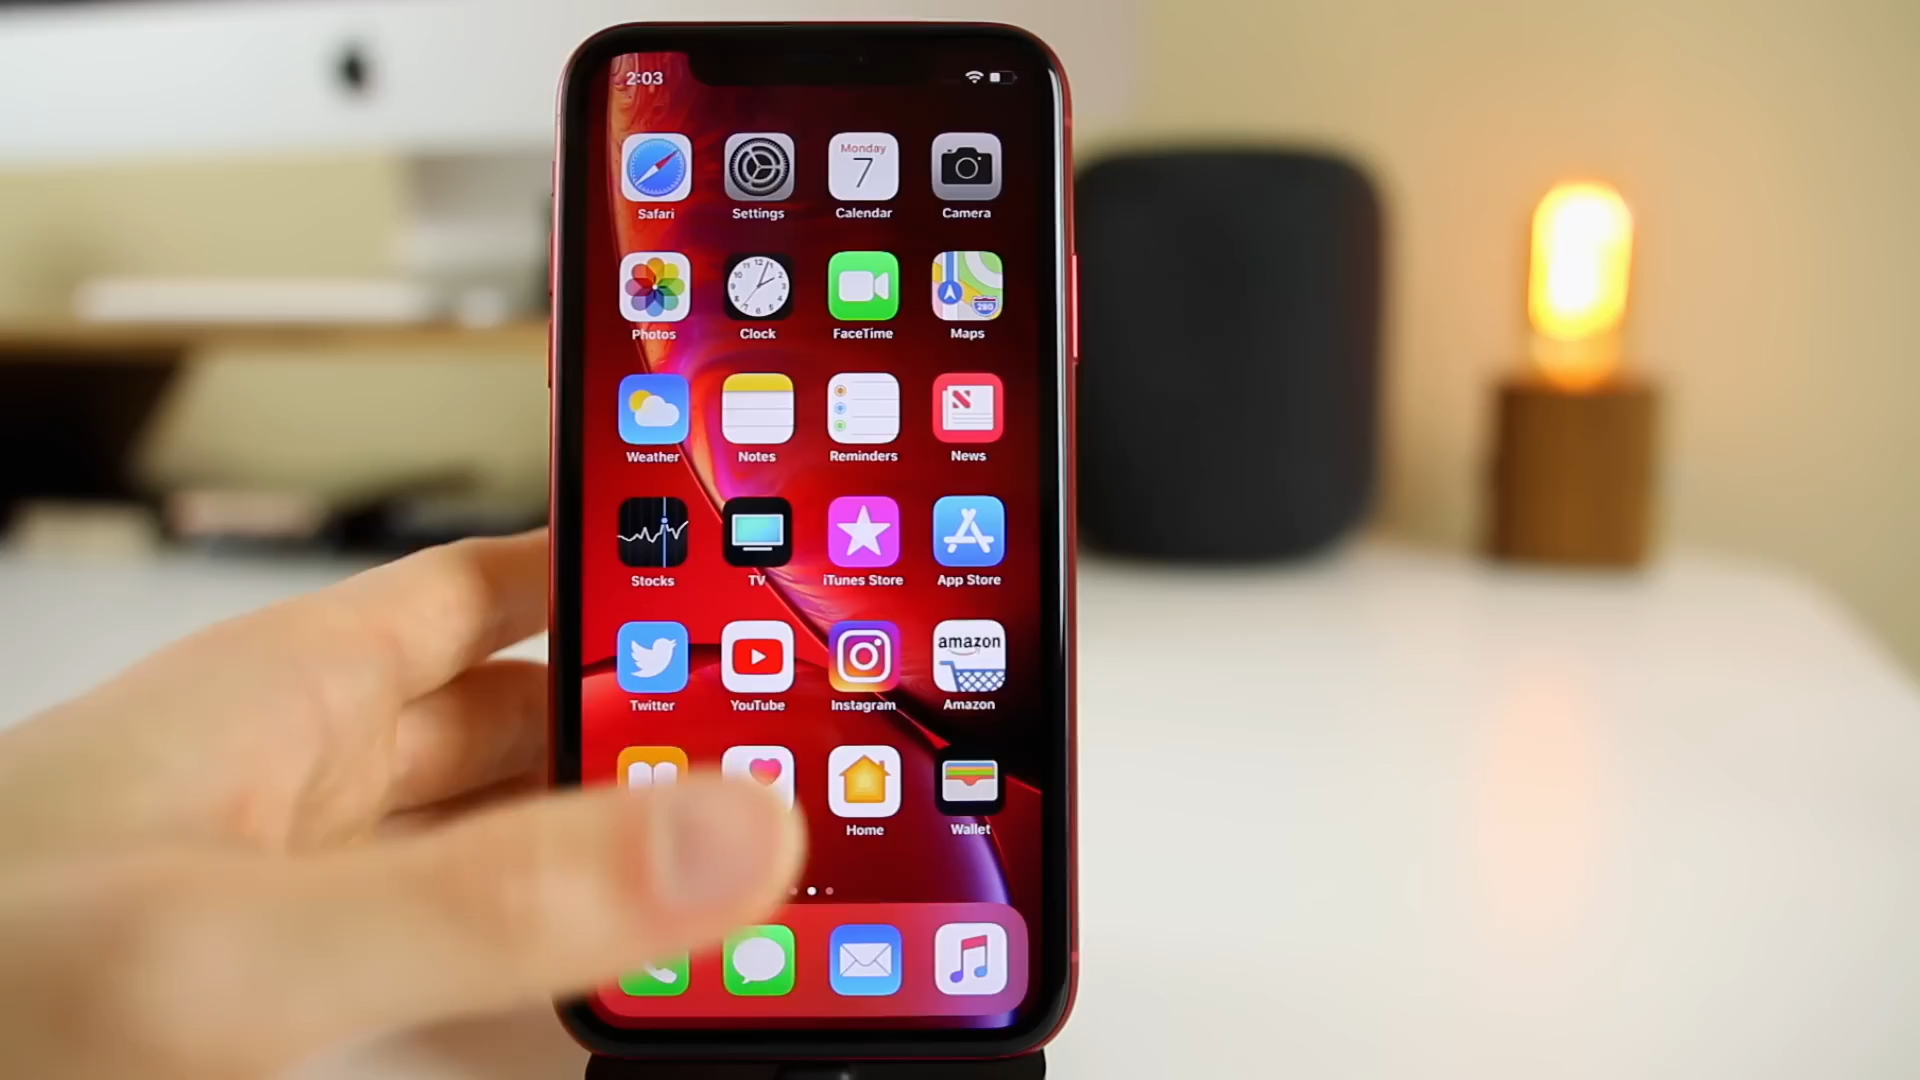 2:03
Monday
7
Safari Settings Calendar Camera
Photos Clock FaceTime Maps
Weather Notes Reminders News
Stocks TV iTunes Store App Store
amazon
Twitter YouTube Instagram Amazon
Home Wallet